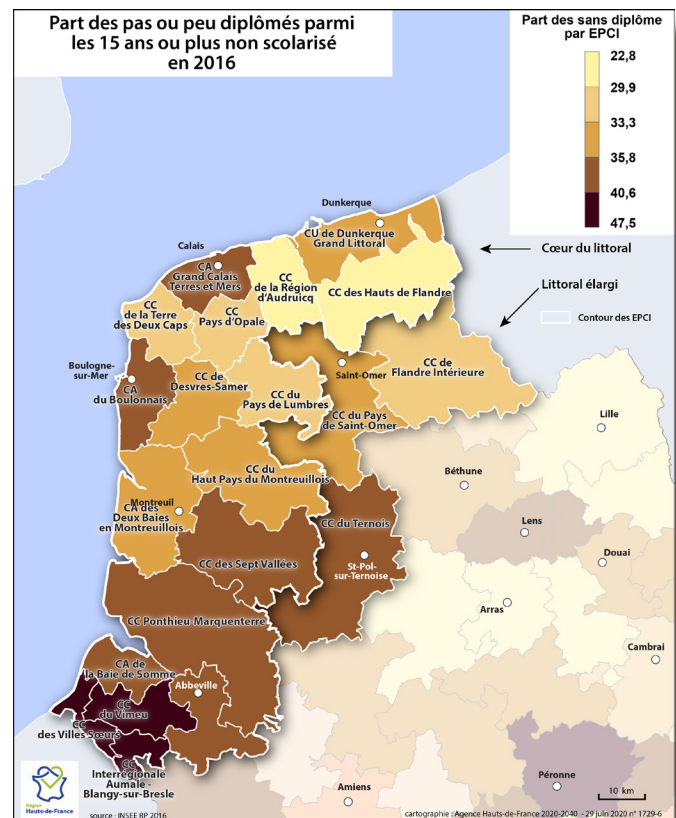 Part des pas ou peu diplômés parmi
les 15 ans ou plus non scolarisé
en 2016
Part des sans diplôme
par EPCI
22,8
29,9
33,3
35,8
40,6
47,5
Cœur du littoral
Littoral élargi
Contour des EPCI
Dunkerque
CU de Dunkerque
Grand Littoral
Calais
CA
Grand Calais
Terres et Mers
CC
de la Région
d'Audruicq
CC des Hauts de Flandre
CC
de la Terre
des Deux Caps
CC
Pays d'Opale
CC de
Flandre Intérieure
Saint-Omer
Boulogne-
sur-Mer
CA
du Boulonnais
CC de
Desvres-Samer
CC du
Pays de Lumbres
CC du Pays
de Saint-Omer
Lille
Béthune
CC du
Haut Pays du Montreuillois
Montreuil
CA des
Deux Baies
en Montreuillois
CC du Ternois
Lens
Douai
CC des Sept Vallées
St-Pol-
sur-Ternoise
Arras
CC Ponthieu-Marquenterre
Cambrai
CA de
la Baie de Somme
Abbeville
CC
du Vimeu
CC
des Villes Sœurs
CC
Interrégionale
Aumale -
Blangy-sur-Bresle
Péronne
Amiens
10 km
Région
Hauts-de-France
source : INSEE RP 2016
cartographie : Agence Hauts-de-France 2020-2040 - 29 juin 2020 n° 1729-6